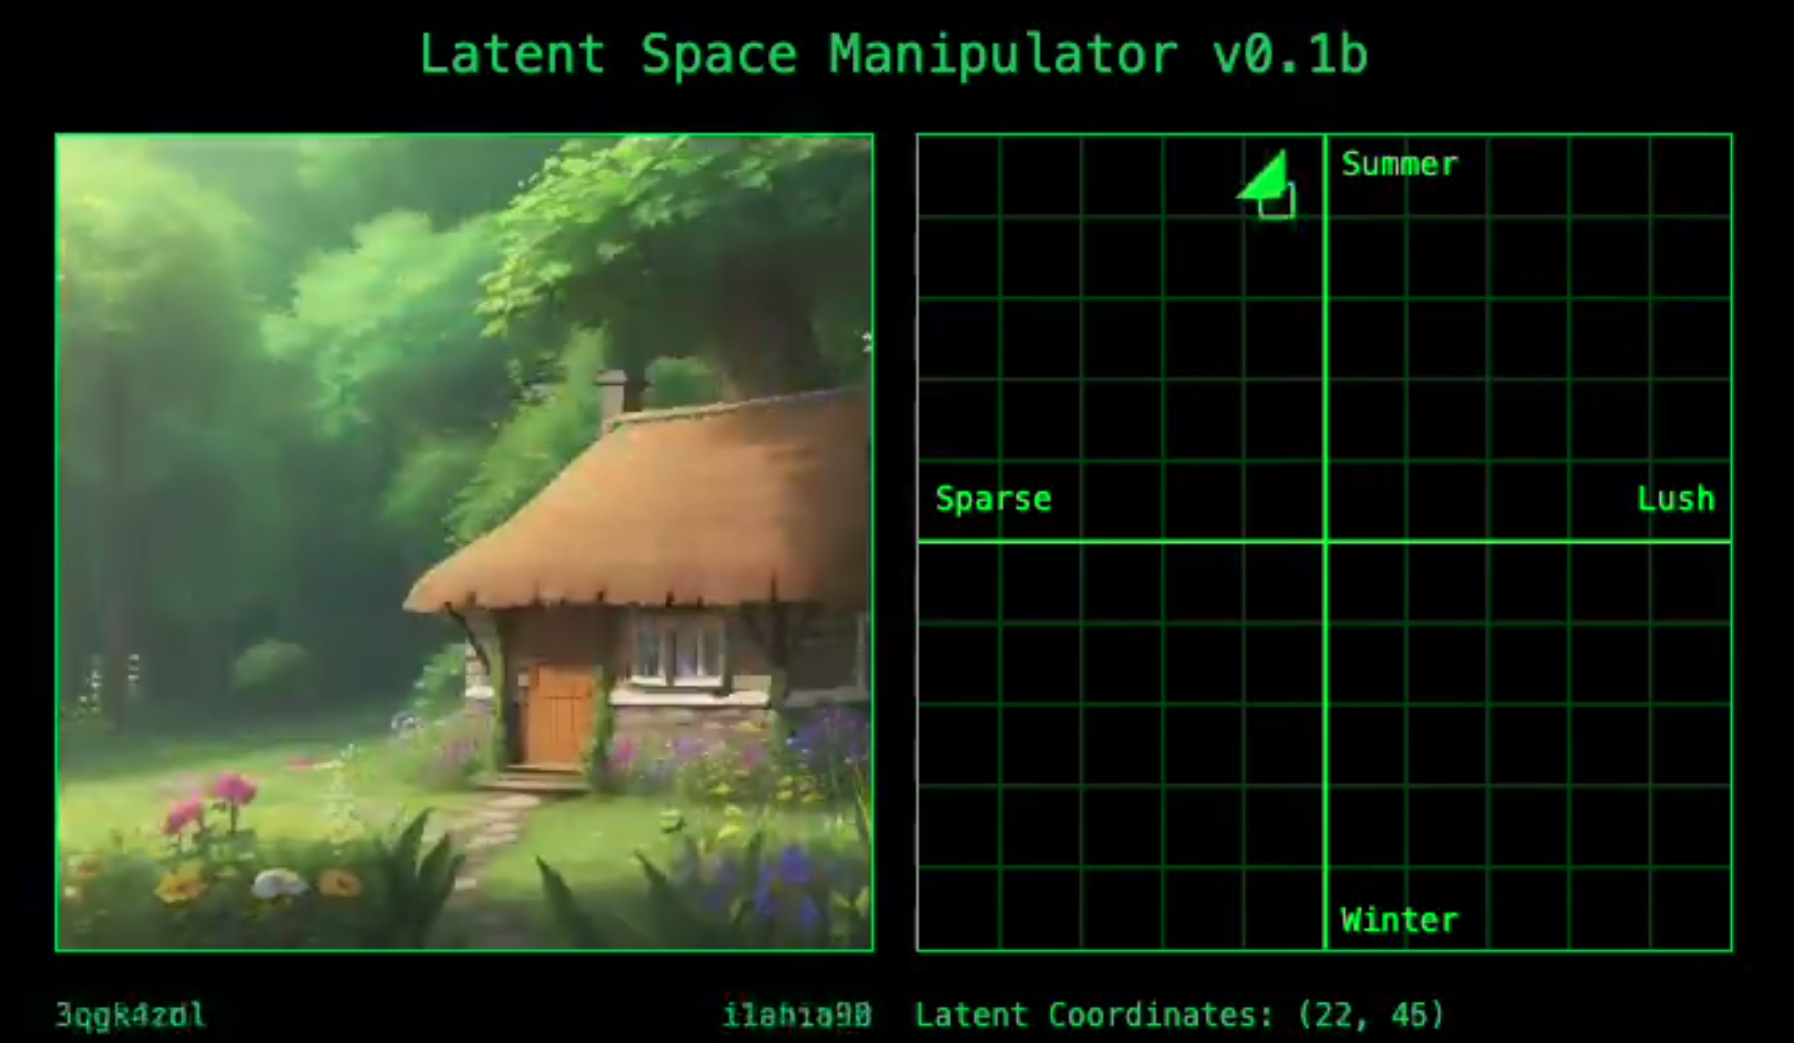 Latent Space Manipulator v0.1b
Summer
Sparse
Lush
Winter
Latent Coordinates: (22, 45)